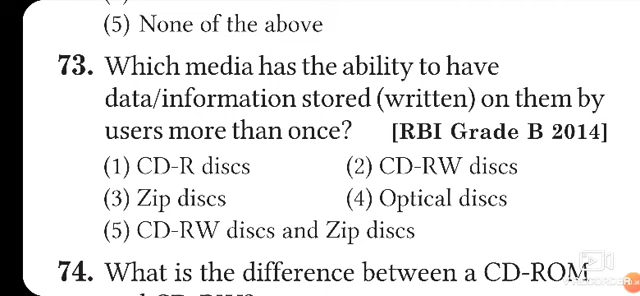 (5) None of the above
73. Which media has the ability to have
data/information stored (written) on them by
users more than once? [RBI Grade B 2014]
(1) CD-R discs (2) CD-RW discs
(3) Zip discs (4) Optical discs
(5) CD-RW discs and Zip discs
74. What is the difference between a CD-ROM